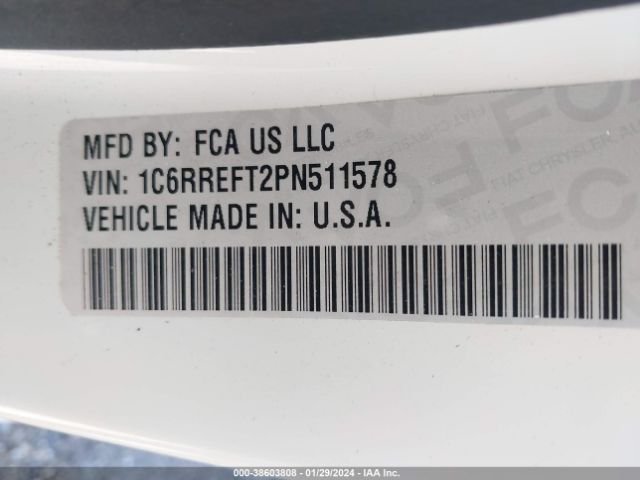 MFD BY: FCA US LLC
VIN: 1C6RREFT2PN511578
VEHICLE MADE IN: U.S.A.
000-38603808 - 01/29/2024 - IAA Inc.